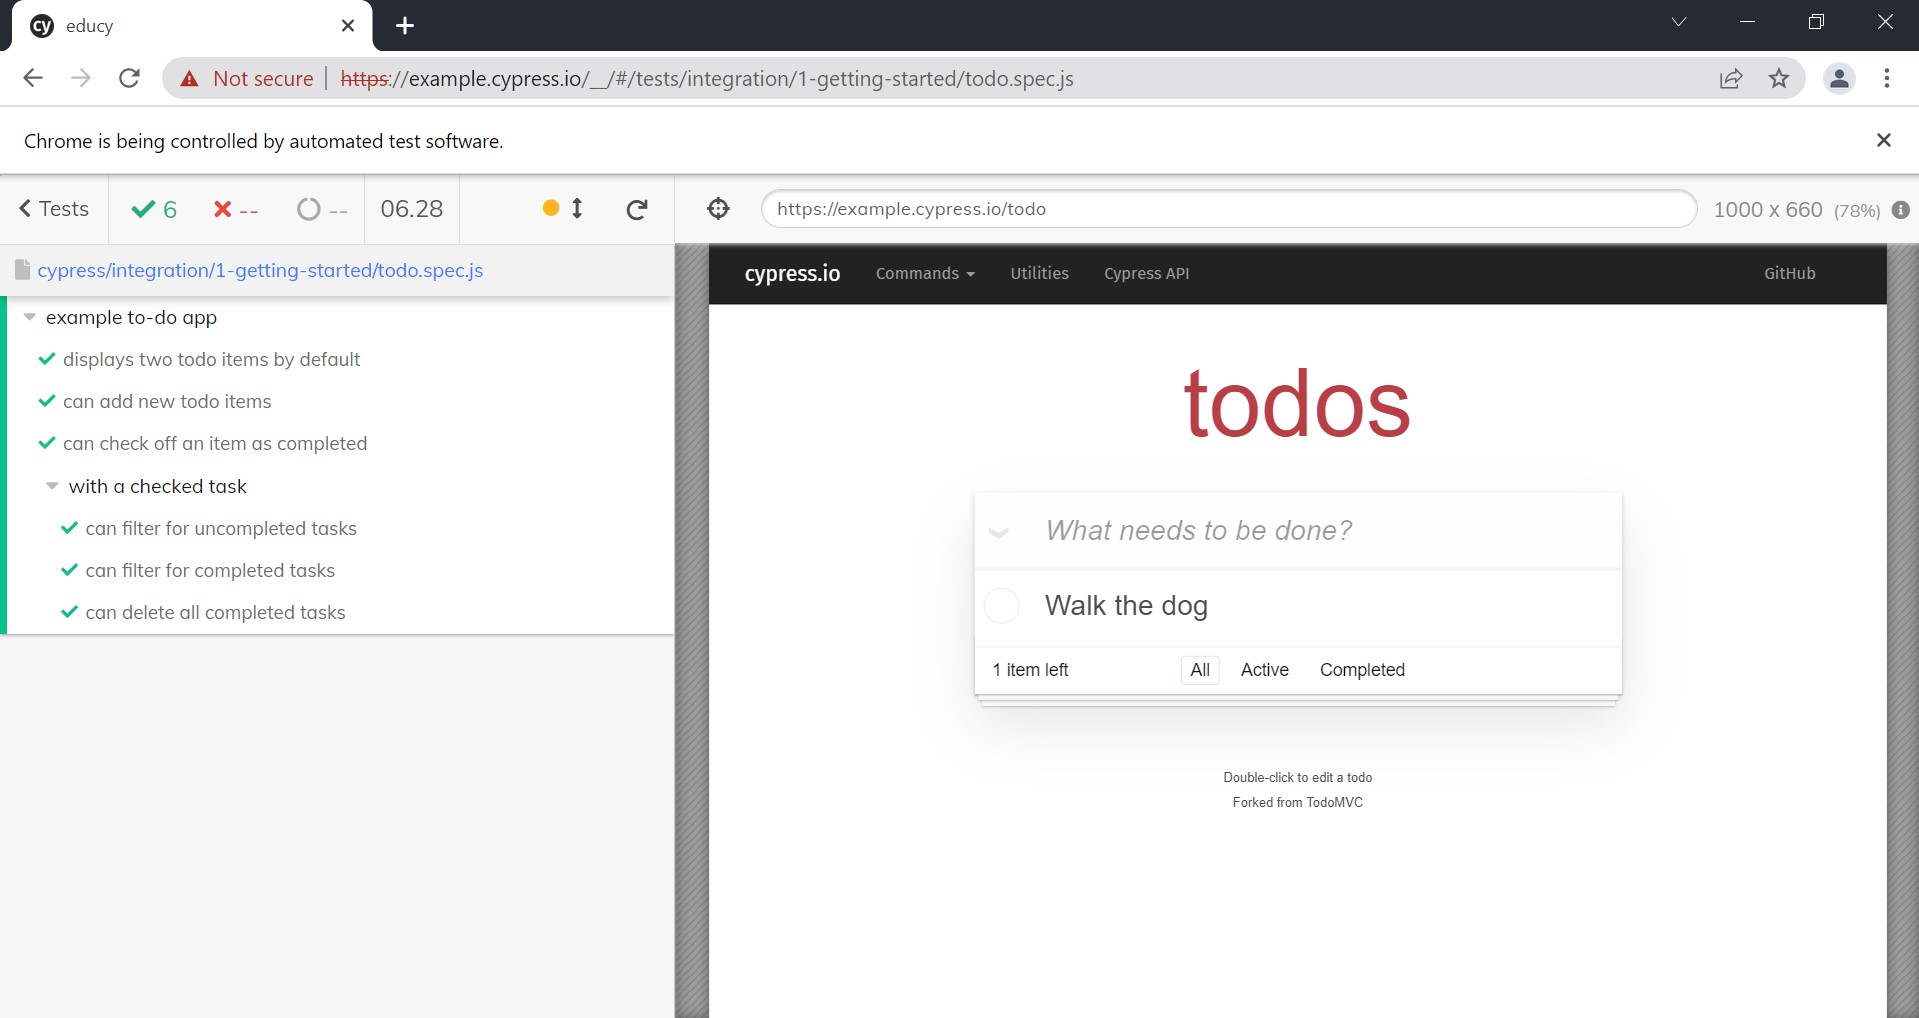 cy educy
Not secure https://example.cypress.io/__/#/tests/integration/1-getting-started/todo.spec.js
Chrome is being controlled by automated test software.
Tests 6 -- -- 06.28
https://example.cypress.io/todo 1000 x 660 (78%)
cypress/integration/1-getting-started/todo.spec.js
example to-do app
displays two todo items by default
can add new todo items
can check off an item as completed
with a checked task
can filter for uncompleted tasks
can filter for completed tasks
can delete all completed tasks
cypress.io Commands Utilities Cypress API GitHub
todos
What needs to be done?
Walk the dog
1 item left All Active Completed
Double-click to edit a todo
Forked from TodoMVC